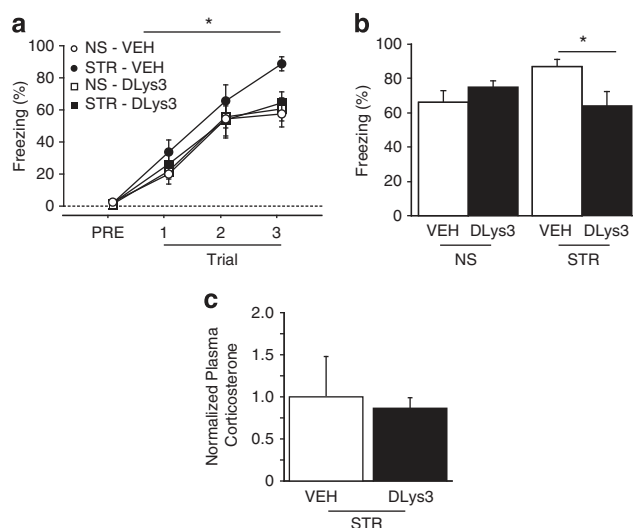 a
*
100
80
60
40
20
0
Freezing (%)
NS - VEH
STR - VEH
NS - DLys3
STR - DLys3
PRE 1 2 3
Trial
b
*
100
80
60
40
20
0
Freezing (%)
VEH DLys3 VEH DLys3
NS STR
c
2.0
1.5
1.0
0.5
0
Normalized Plasma
Corticosterone
VEH DLys3
STR